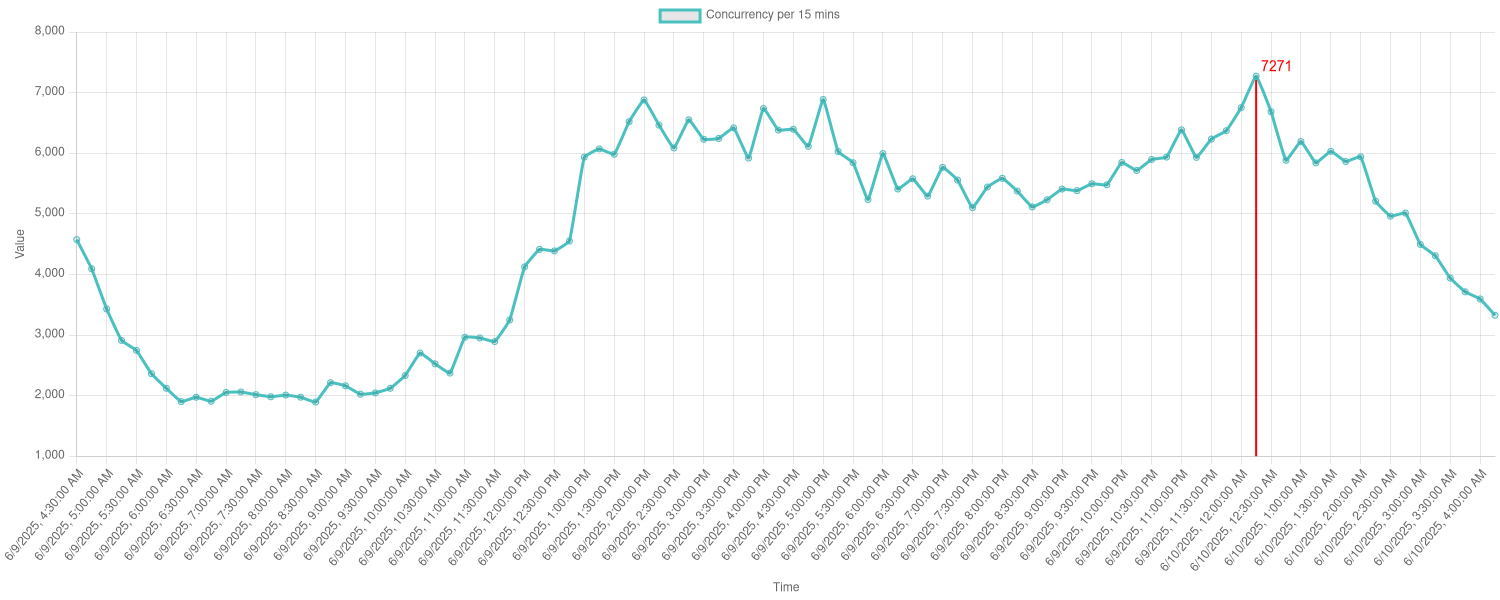 Concurrency per 15 mins
8,000
7271
7,000
6,000
5,000
4,000
3,000
2,000
1,000
Value
6/9/2025, 4:30:00 AM
6/9/2025, 5:00:00 AM
6/9/2025, 5:30:00 AM
6/9/2025, 6:00:00 AM
6/9/2025, 6:30:00 AM
6/9/2025, 7:00:00 AM
6/9/2025, 7:30:00 AM
6/9/2025, 8:00:00 AM
6/9/2025, 8:30:00 AM
6/9/2025, 9:00:00 AM
6/9/2025, 9:30:00 AM
6/9/2025, 10:00:00 AM
6/9/2025, 10:30:00 AM
6/9/2025, 11:00:00 AM
6/9/2025, 11:30:00 AM
6/9/2025, 12:00:00 PM
6/9/2025, 12:30:00 PM
6/9/2025, 1:00:00 PM
6/9/2025, 1:30:00 PM
6/9/2025, 2:00:00 PM
6/9/2025, 2:30:00 PM
6/9/2025, 3:00:00 PM
6/9/2025, 3:30:00 PM
6/9/2025, 4:00:00 PM
6/9/2025, 4:30:00 PM
6/9/2025, 5:00:00 PM
6/9/2025, 5:30:00 PM
6/9/2025, 6:00:00 PM
6/9/2025, 6:30:00 PM
6/9/2025, 7:00:00 PM
6/9/2025, 7:30:00 PM
6/9/2025, 8:00:00 PM
6/9/2025, 8:30:00 PM
6/9/2025, 9:00:00 PM
6/9/2025, 9:30:00 PM
6/9/2025, 10:00:00 PM
6/9/2025, 10:30:00 PM
6/9/2025, 11:00:00 PM
6/9/2025, 11:30:00 PM
6/10/2025, 12:00:00 AM
6/10/2025, 12:30:00 AM
6/10/2025, 1:00:00 AM
6/10/2025, 1:30:00 AM
6/10/2025, 2:00:00 AM
6/10/2025, 2:30:00 AM
6/10/2025, 3:00:00 AM
6/10/2025, 3:30:00 AM
6/10/2025, 4:00:00 AM
Time